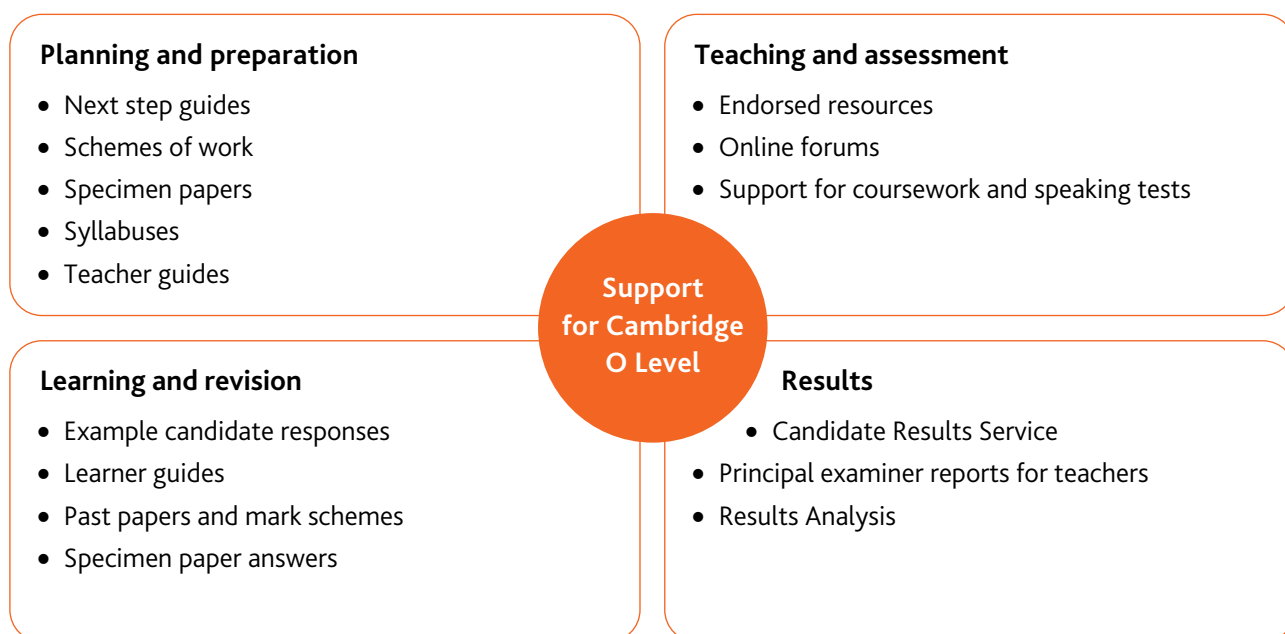 Planning and preparation
• Next step guides
• Schemes of work
• Specimen papers
• Syllabuses
• Teacher guides
Teaching and assessment
• Endorsed resources
• Online forums
• Support for coursework and speaking tests
Support
for Cambridge
O Level
Learning and revision
• Example candidate responses
• Learner guides
• Past papers and mark schemes
• Specimen paper answers
Results
• Candidate Results Service
• Principal examiner reports for teachers
• Results Analysis